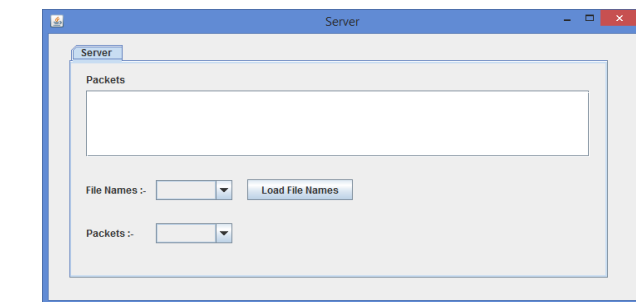 Server
Server
Packets
File Names :- Load File Names
Packets :-